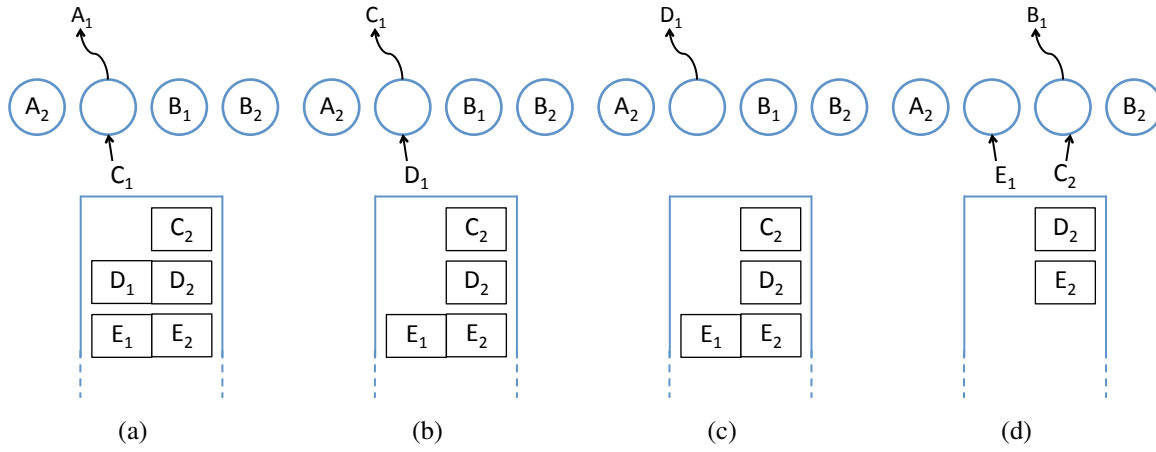 A₁ C₁ D₁ B₁
A₂ B₁ B₂ A₂ B₁ B₂ A₂ B₁ B₂ A₂ B₂
C₁ D₁ E₁ C₂
C₂ C₂ C₂ D₂
D₁ D₂ D₂ D₂ E₂
E₁ E₂ E₁ E₂ E₁ E₂
(a) (b) (c) (d)